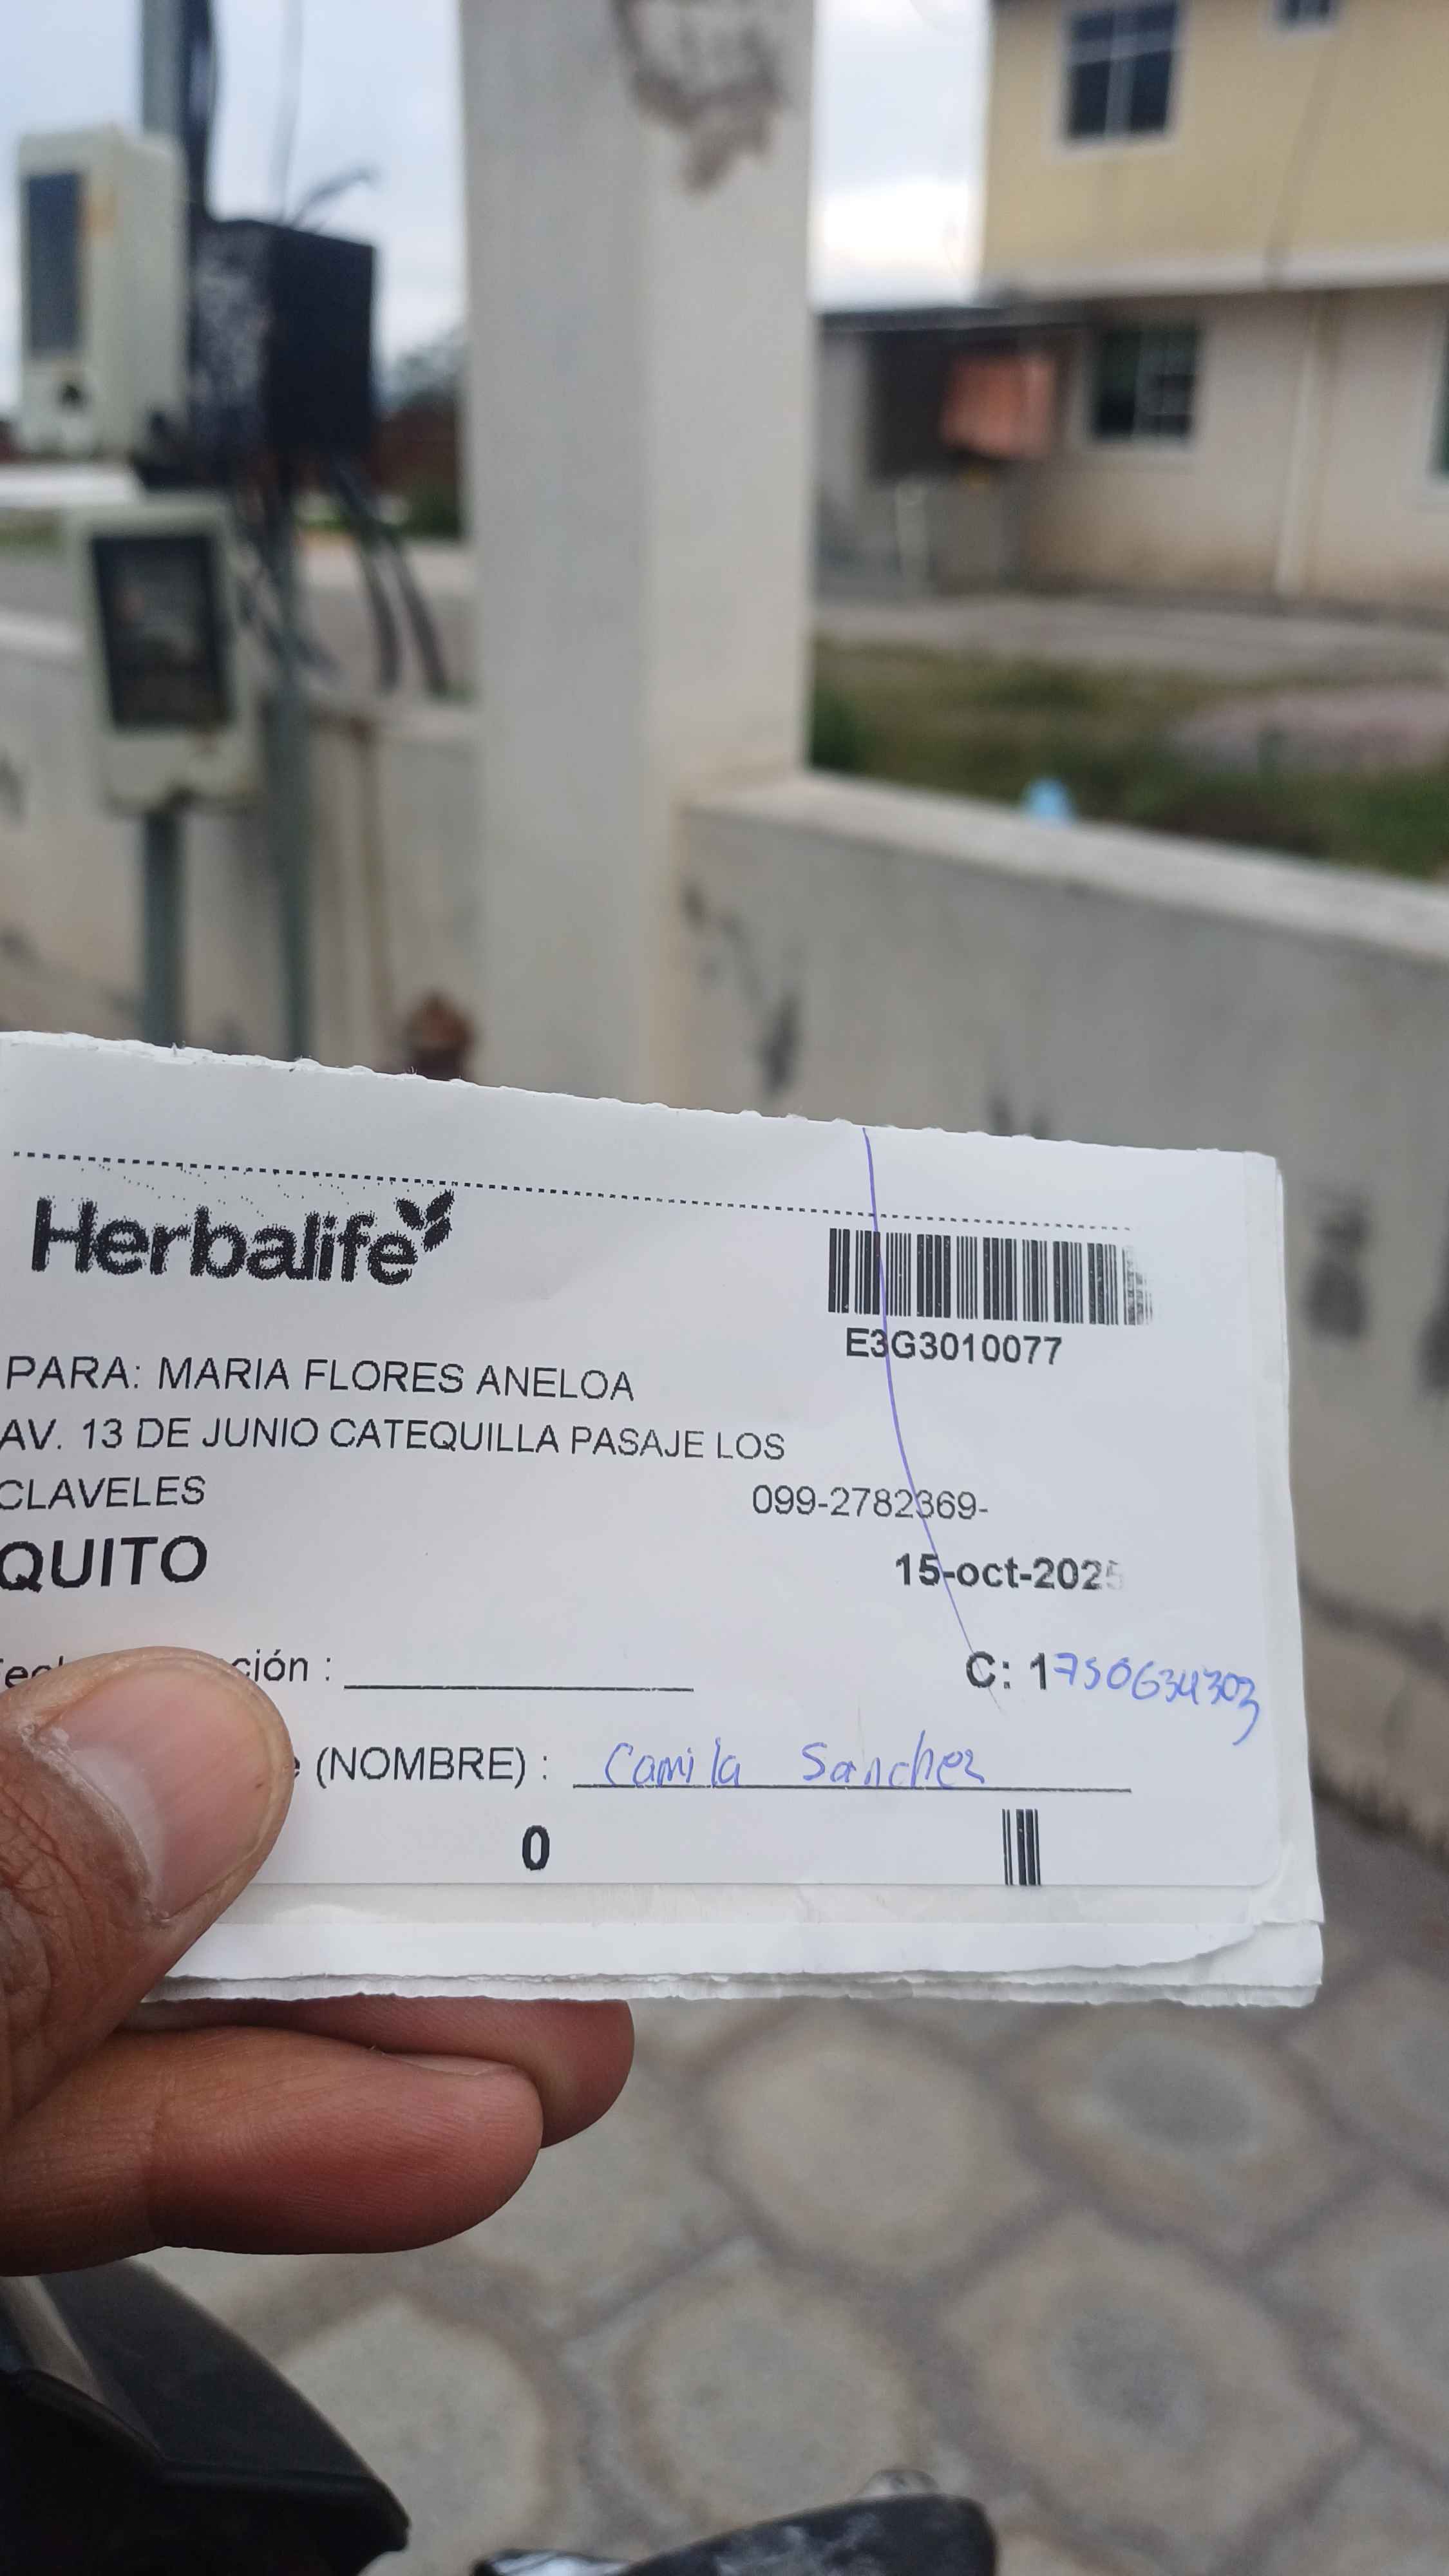 Herbalife
E3G3010077
PARA: MARIA FLORES ANELOA
AV. 13 DE JUNIO CATEQUILLA PASAJE LOS
CLAVELES
099-2782369-
QUITO
15-oct-2025
ción :
C: 1750634303
(NOMBRE) : Camila Sanchez
0